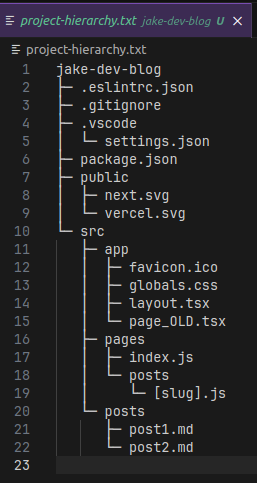 project-hierarchy.txt jake-dev-blog U ×
project-hierarchy.txt
1 jake-dev-blog
2 ├─ .eslintrc.json
3 ├─ .gitignore
4 ├─ .vscode
5 │  └─ settings.json
6 ├─ package.json
7 ├─ public
8 │  ├─ next.svg
9 │  └─ vercel.svg
10 └─ src
11    ├─ app
12    │  ├─ favicon.ico
13    │  ├─ globals.css
14    │  ├─ layout.tsx
15    │  └─ page_OLD.tsx
16    ├─ pages
17    │  ├─ index.js
18    │  └─ posts
19    │     └─ [slug].js
20    └─ posts
21       ├─ post1.md
22       └─ post2.md
23